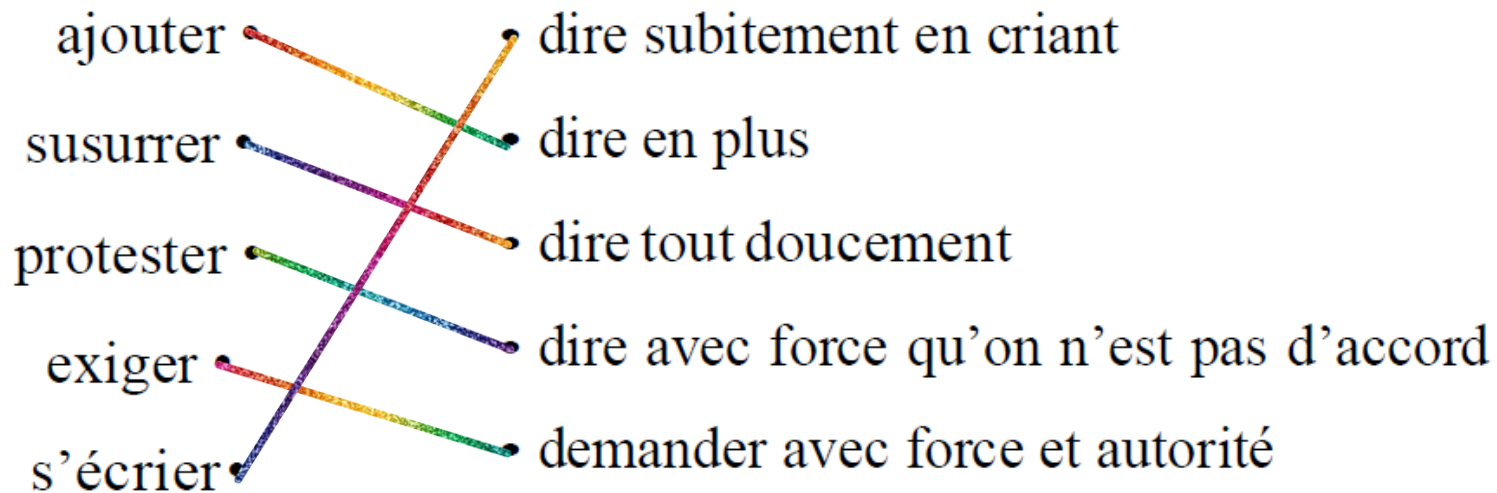 ajouter dire subitement en criant
susurrer dire en plus
protester dire tout doucement
exiger dire avec force qu’on n’est pas d’accord
s’écrier demander avec force et autorité